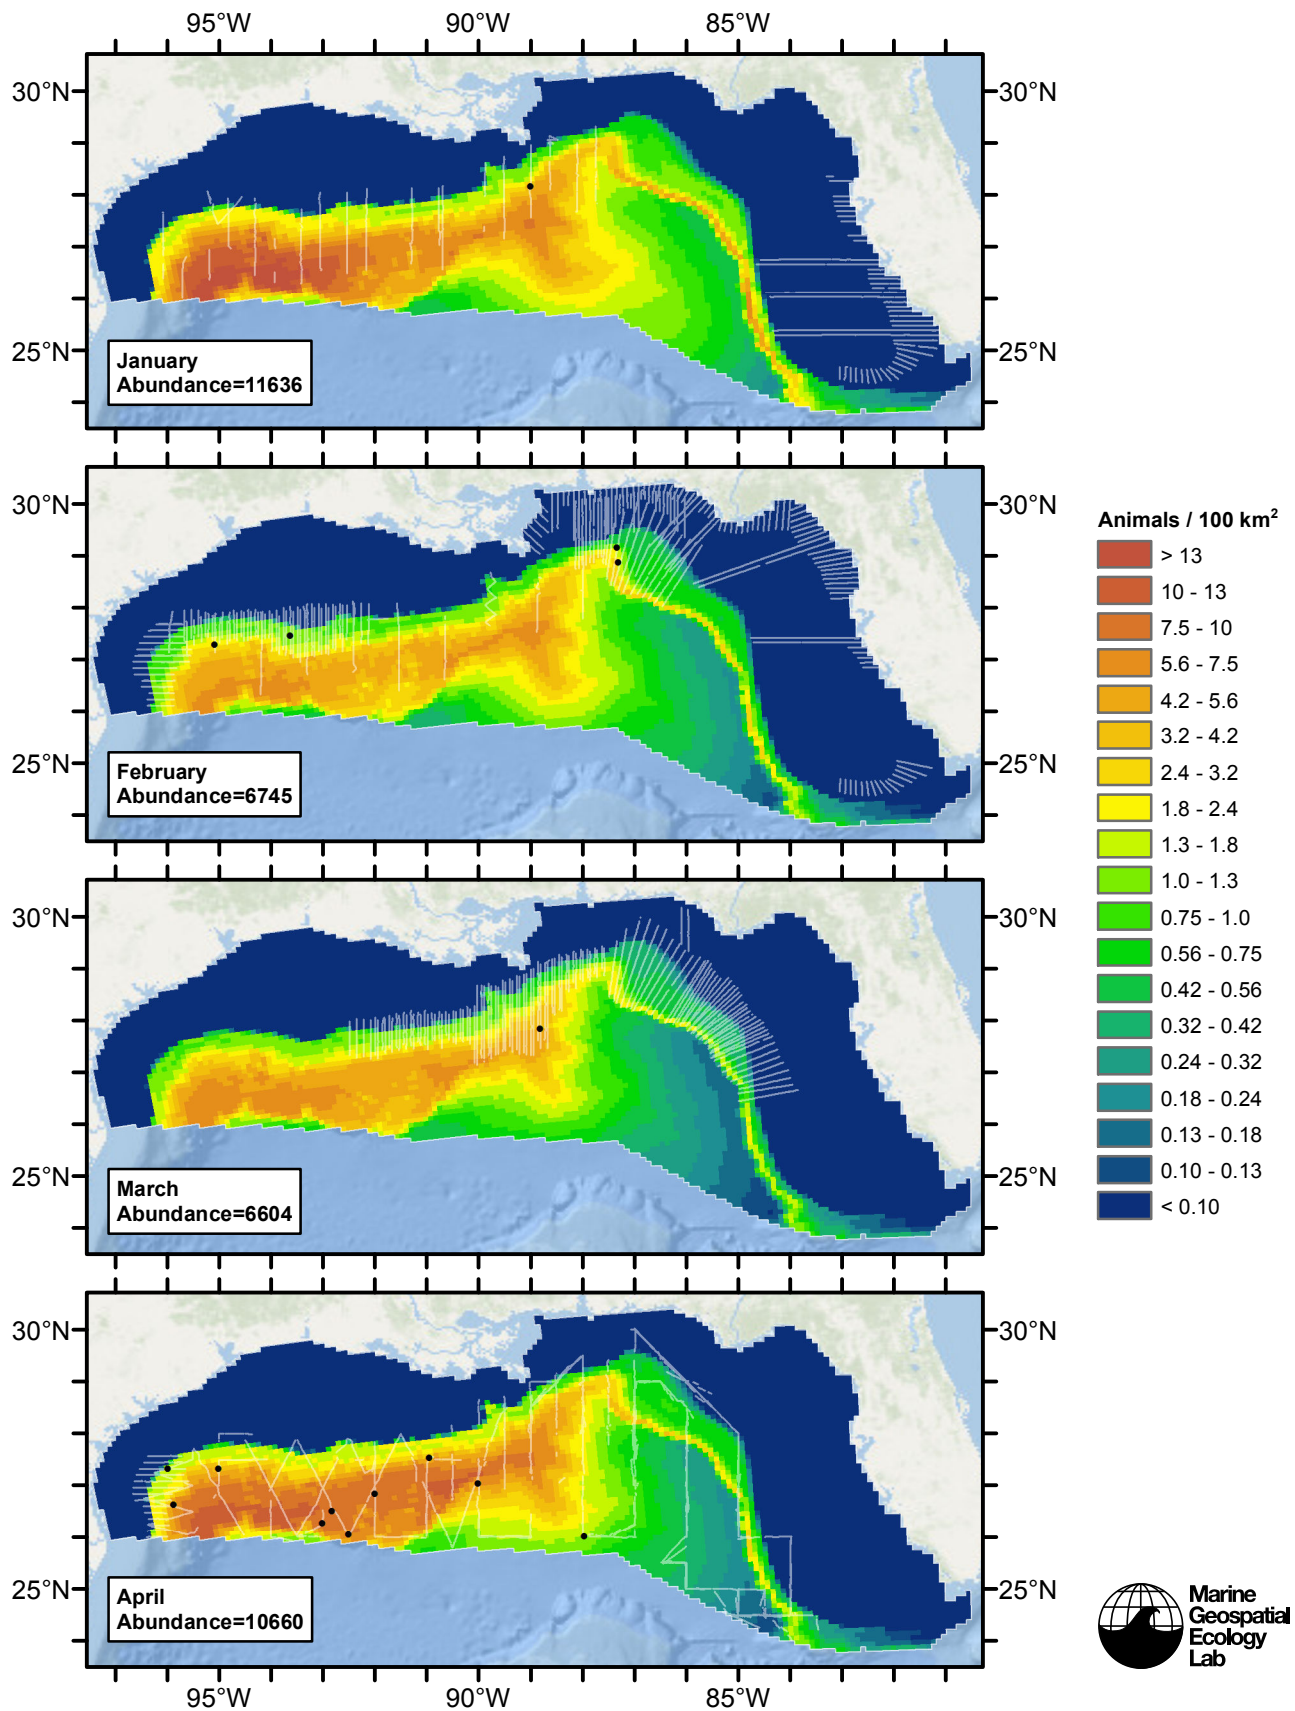 95°W 90°W 85°W
30°N 30°N
25°N 25°N
January
Abundance=11636
30°N 30°N
25°N 25°N
February
Abundance=6745
Animals / 100 km²
> 13
10 - 13
7.5 - 10
5.6 - 7.5
4.2 - 5.6
3.2 - 4.2
2.4 - 3.2
1.8 - 2.4
1.3 - 1.8
1.0 - 1.3
0.75 - 1.0
0.56 - 0.75
0.42 - 0.56
0.32 - 0.42
0.24 - 0.32
0.18 - 0.24
0.13 - 0.18
0.10 - 0.13
< 0.10
30°N 30°N
25°N 25°N
March
Abundance=6604
30°N 30°N
25°N 25°N
April
Abundance=10660
95°W 90°W 85°W
Marine
Geospatial
Ecology
Lab